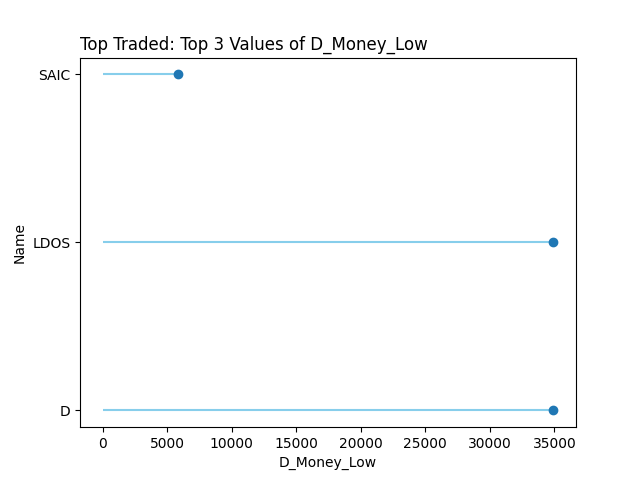 Top Traded: Top 3 Values of D_Money_Low
SAIC
LDOS
D
Name
0 5000 10000 15000 20000 25000 30000 35000
D_Money_Low